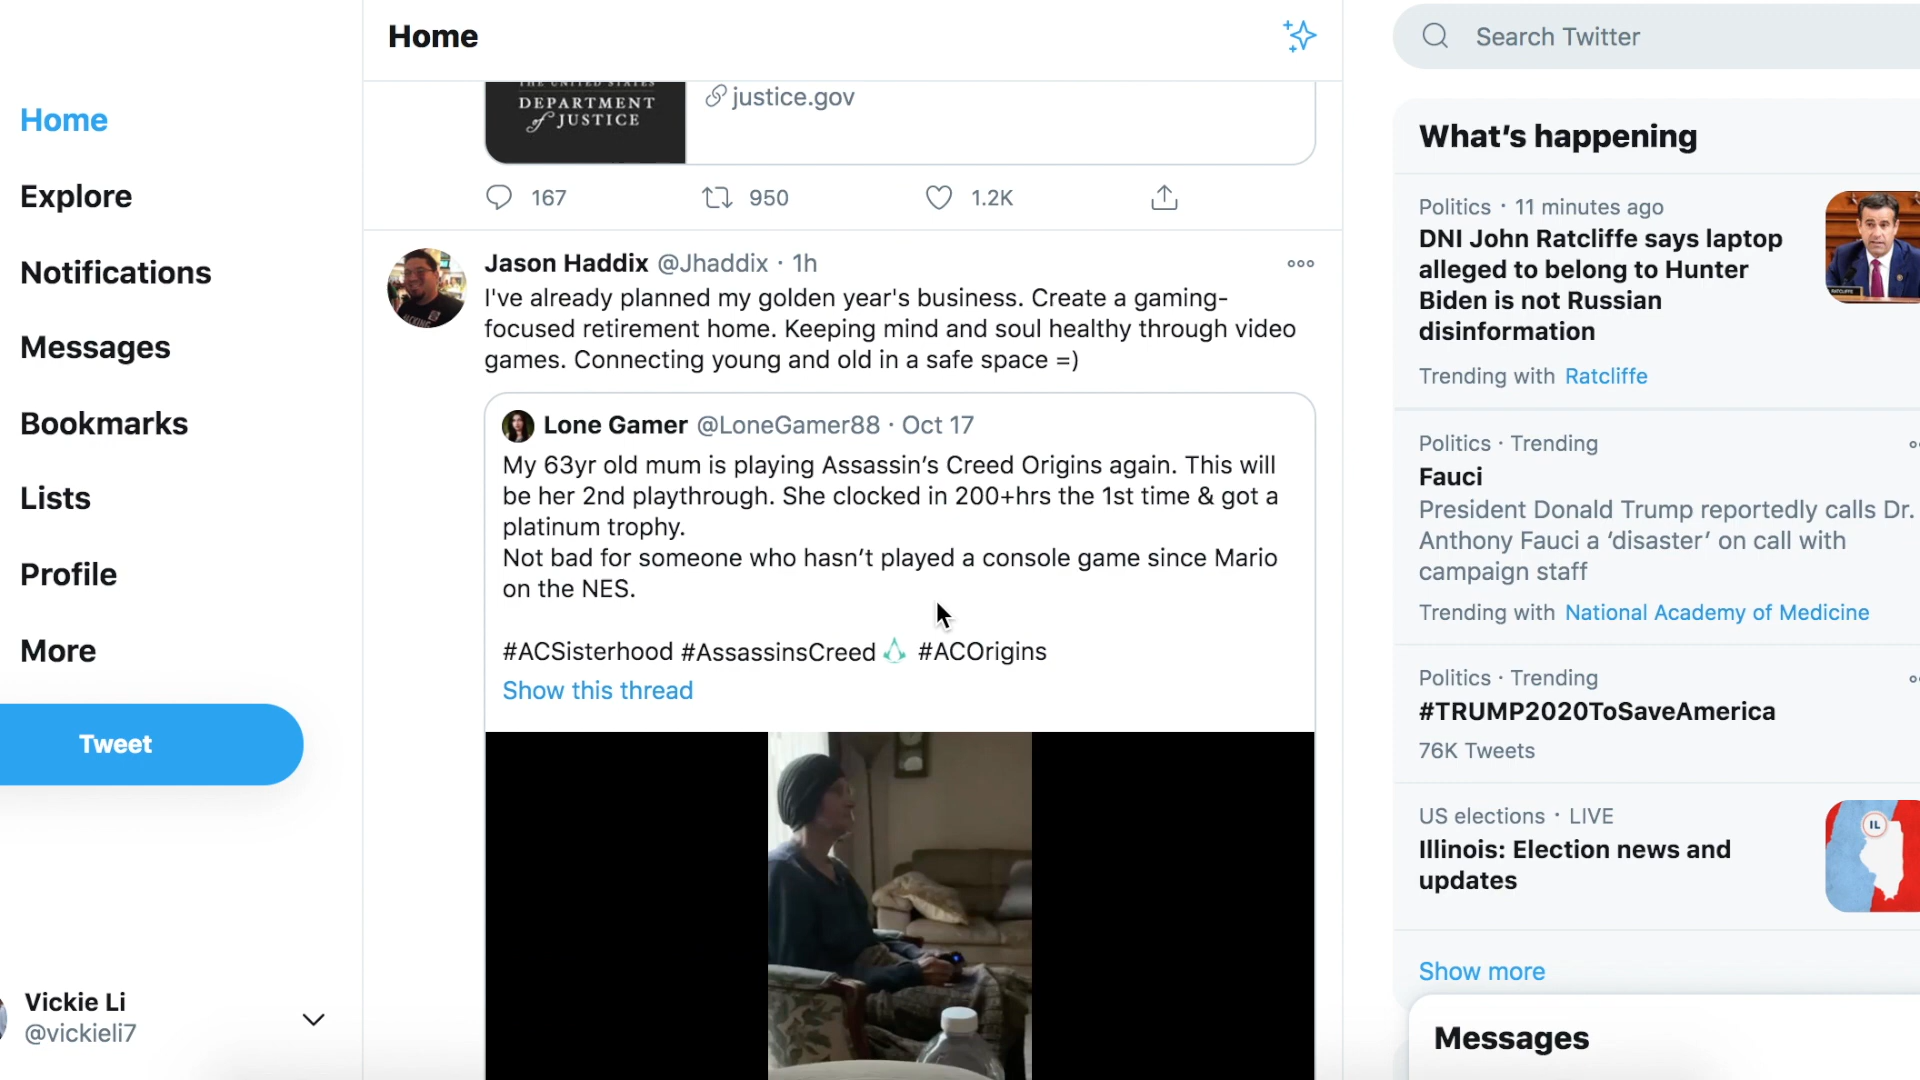 Home
Explore
Notifications
Messages
Bookmarks
Lists
Profile
More
Tweet
Vickie Li
@vickieli7
Home
THE UNITED STATES
DEPARTMENT
of JUSTICE
justice.gov
167 950 1.2K
Jason Haddix @Jhaddix · 1h
I've already planned my golden year's business. Create a gaming-
focused retirement home. Keeping mind and soul healthy through video
games. Connecting young and old in a safe space =)
Lone Gamer @LoneGamer88 · Oct 17
My 63yr old mum is playing Assassin's Creed Origins again. This will
be her 2nd playthrough. She clocked in 200+hrs the 1st time & got a
platinum trophy.
Not bad for someone who hasn't played a console game since Mario
on the NES.
#ACSisterhood #AssassinsCreed #ACOrigins
Show this thread
Search Twitter
What's happening
Politics · 11 minutes ago
DNI John Ratcliffe says laptop
alleged to belong to Hunter
Biden is not Russian
disinformation
Trending with Ratcliffe
Politics · Trending
Fauci
President Donald Trump reportedly calls Dr.
Anthony Fauci a 'disaster' on call with
campaign staff
Trending with National Academy of Medicine
Politics · Trending
#TRUMP2020ToSaveAmerica
76K Tweets
US elections · LIVE
Illinois: Election news and
updates
IL
Show more
Messages